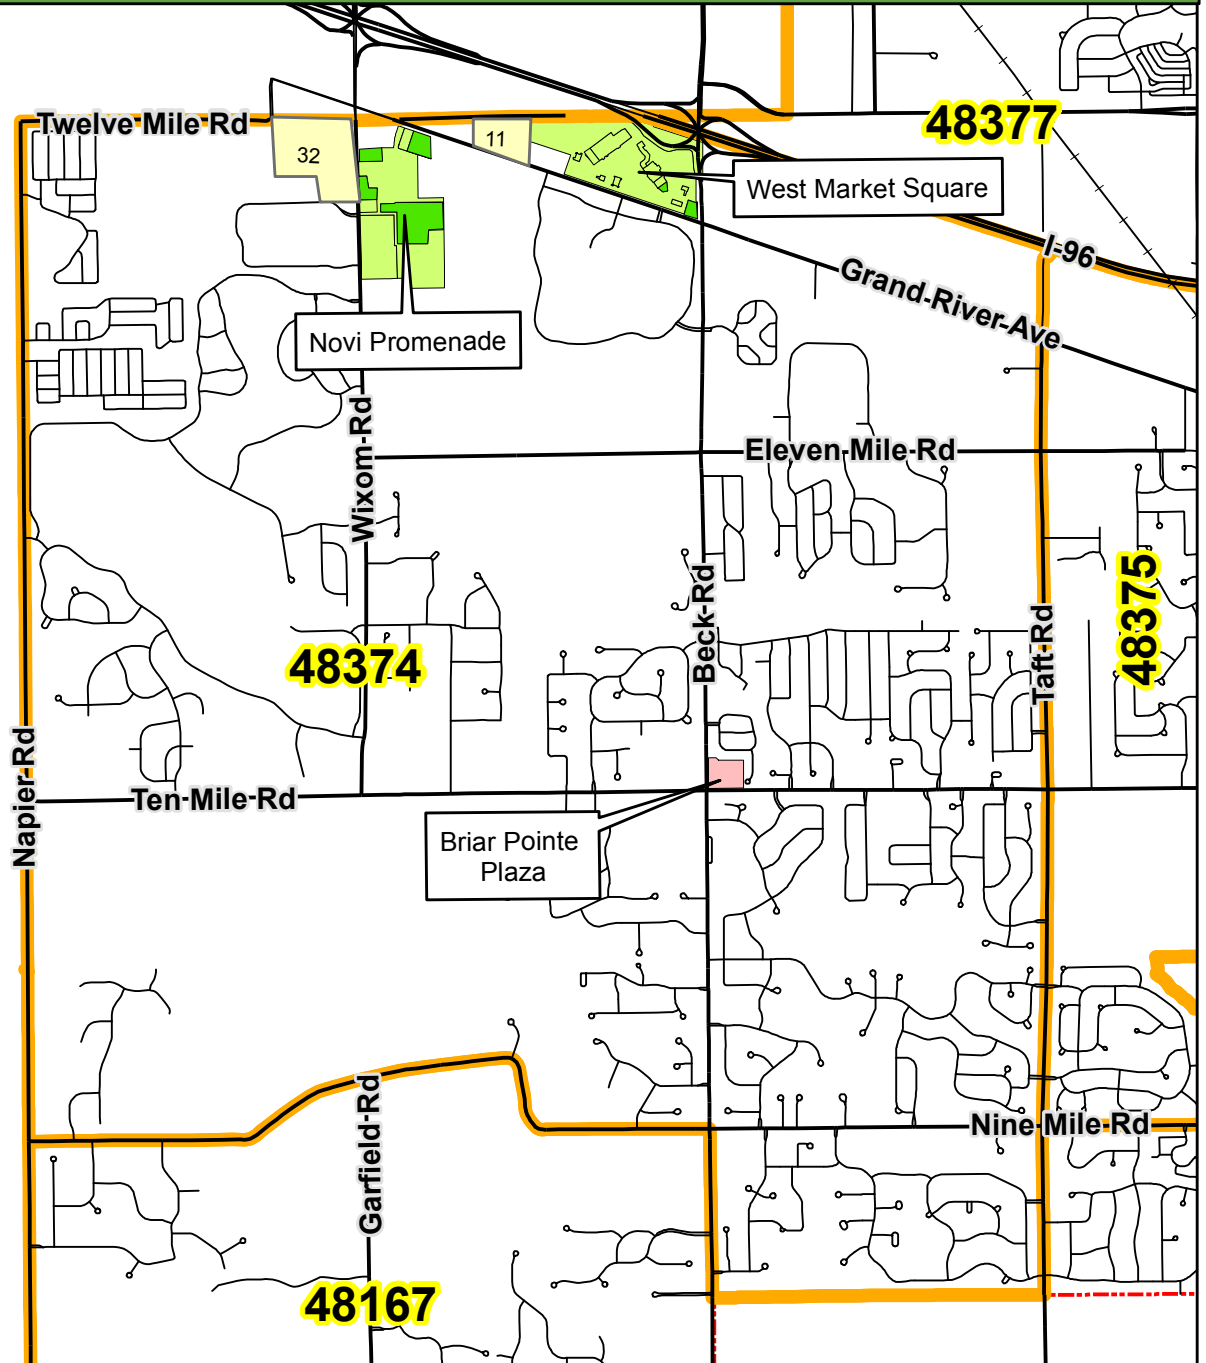 Twelve Mile Rd
48377
11
32
West Market Square
I-96
Grand River Ave
Novi Promenade
Wixom Rd
Eleven Mile Rd
48375
Beck Rd
Taft Rd
48374
Napier Rd
Ten Mile Rd
Briar Pointe
Plaza
Nine Mile Rd
Garfield Rd
48167